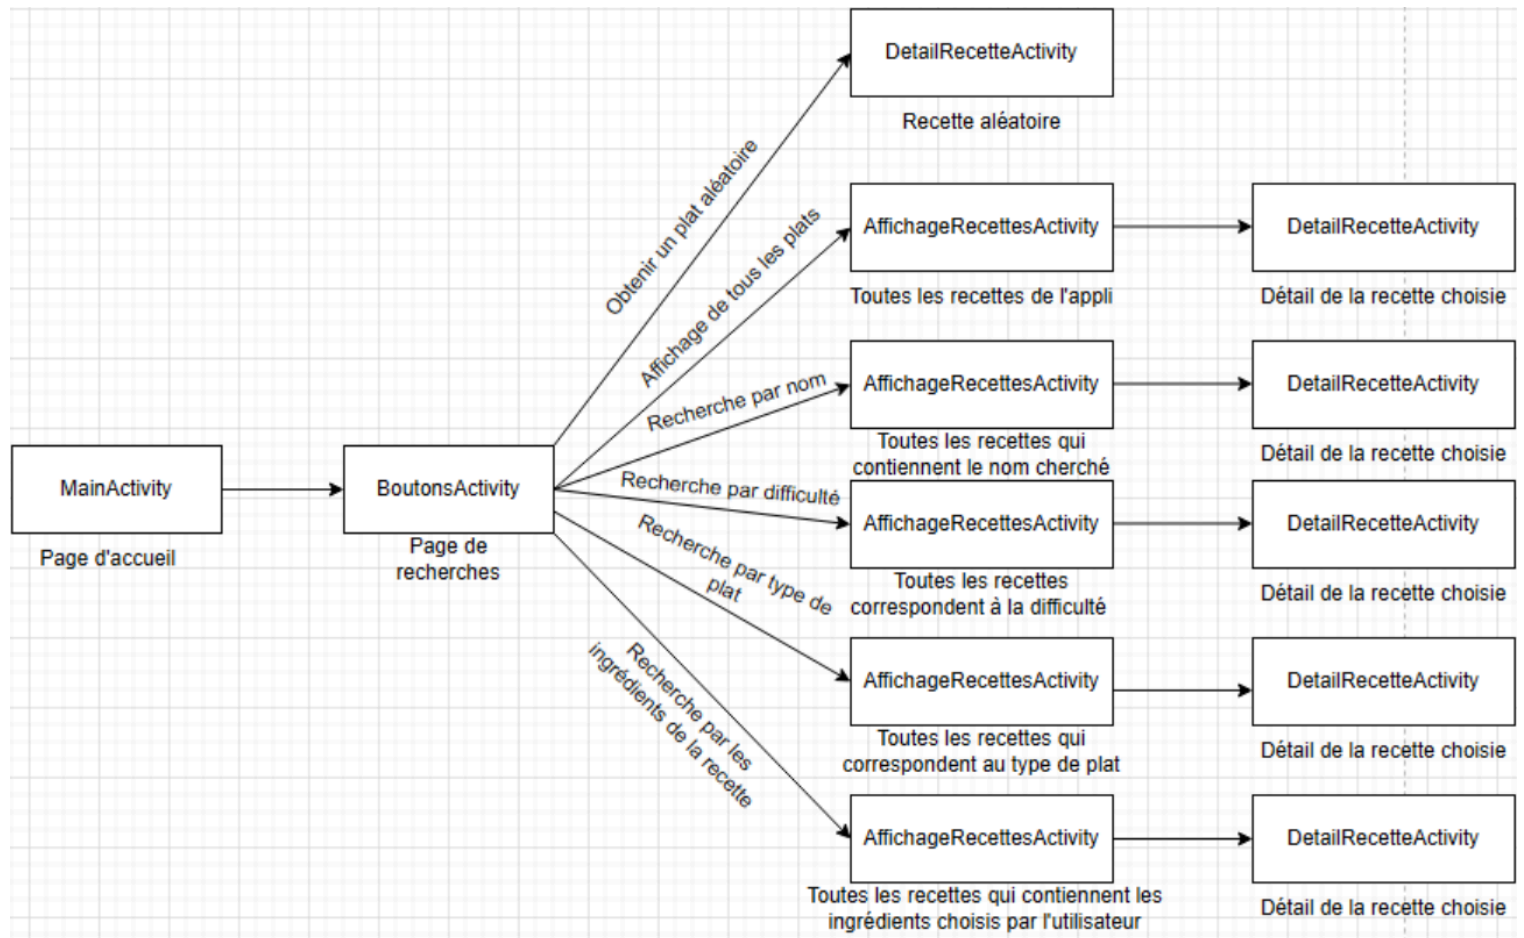 DetailRecetteActivity
Recette aléatoire
Obtenir un plat aléatoire
AffichageRecettesActivity
DetailRecetteActivity
Affichage de tous les plats
Toutes les recettes de l'appli
Détail de la recette choisie
Recherche par nom
AffichageRecettesActivity
DetailRecetteActivity
Toutes les recettes qui
contiennent le nom cherché
Détail de la recette choisie
MainActivity
Page d'accueil
BoutonsActivity
Page de
recherches
Recherche par difficulté
AffichageRecettesActivity
DetailRecetteActivity
Toutes les recettes
correspondent à la difficulté
Détail de la recette choisie
Recherche par type de
plat
AffichageRecettesActivity
DetailRecetteActivity
Toutes les recettes qui
correspondent au type de plat
Détail de la recette choisie
Recherche par les
ingrédients de la recette
AffichageRecettesActivity
DetailRecetteActivity
Toutes les recettes qui contiennent les
ingrédients choisis par l'utilisateur
Détail de la recette choisie